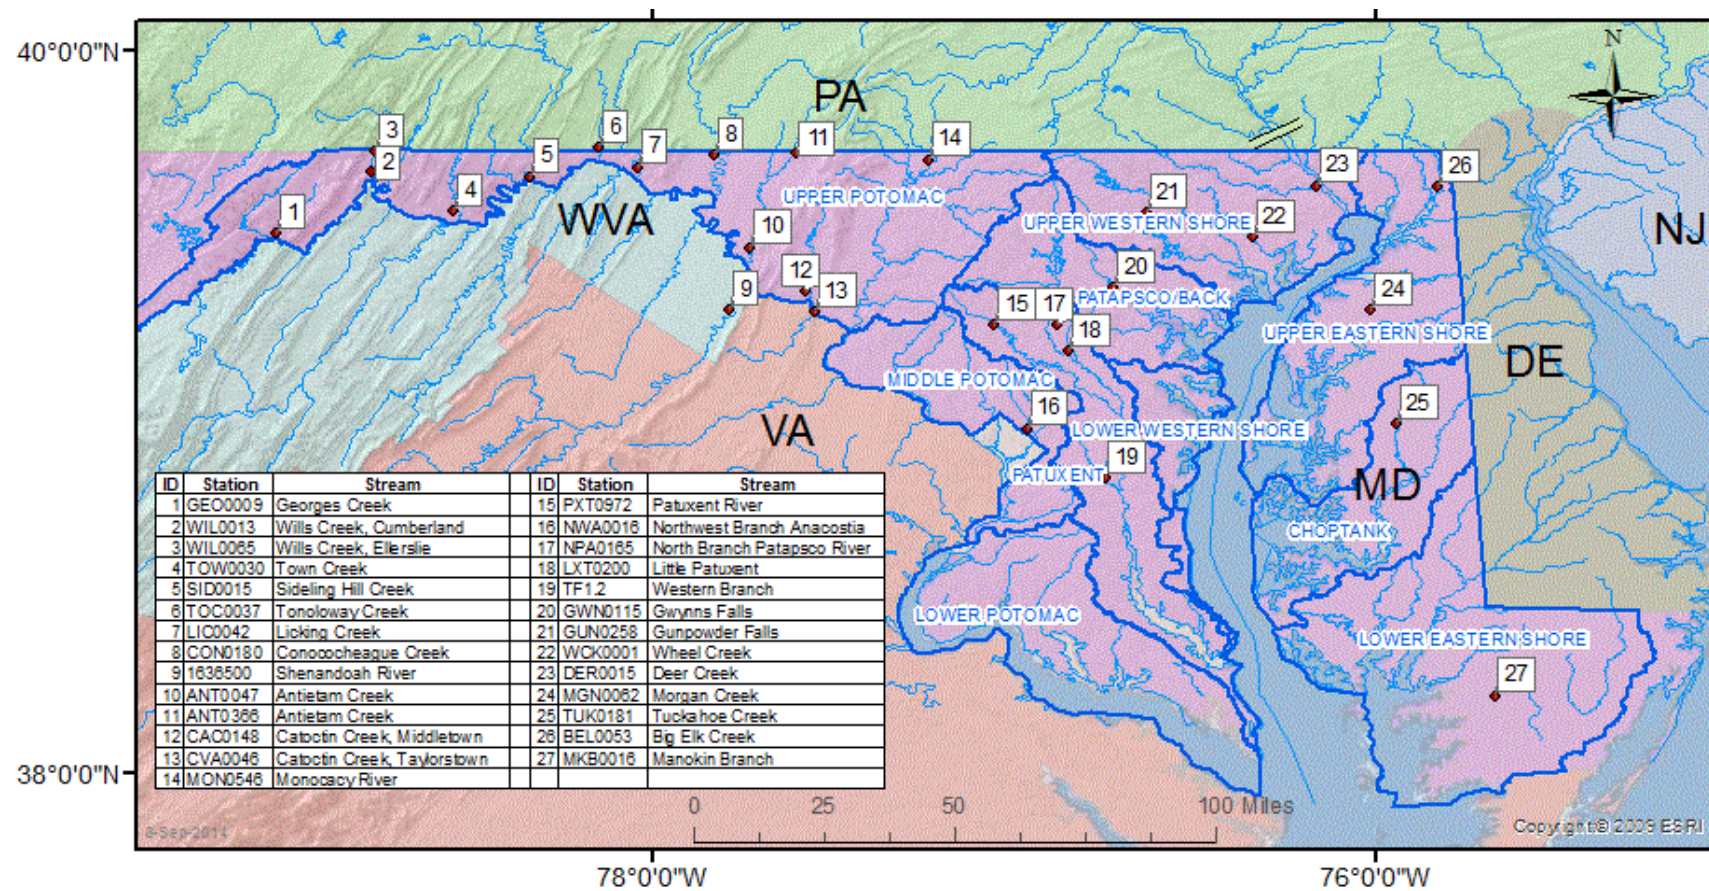 40°0'0"N
N
PA
3
6
8
11
14
2
5
7
23
26
4
UPPER POTOMAC
21
1
WVA
10
UPPER WESTERN SHORE
22
NJ
12
13
9
20
PATAPSCO/BACK
24
15
17
18
UPPER EASTERN SHORE
DE
MIDDLE POTOMAC
16
25
VA
LOWER WESTERN SHORE
19
PATUXENT
MD
CHOPTANK
LOWER POTOMAC
LOWER EASTERN SHORE
27
ID Station Stream ID Station Stream
1 GEO0009 Georges Creek 15 PXT0972 Patuxent River
2 WIL0013 Wills Creek, Cumberland 16 NWA0016 Northwest Branch Anacostia
3 WIL0065 Wills Creek, Ellerslie 17 NPA0165 North Branch Patapsco River
4 TOW0030 Town Creek 18 LXT0200 Little Patuxent
5 SID0015 Sideling Hill Creek 19 TF1.2 Western Branch
6 TOC0037 Tonoloway Creek 20 GWN0115 Gwynns Falls
7 LIC0042 Licking Creek 21 GUN0258 Gunpowder Falls
8 CON0180 Conococheague Creek 22 WCK0001 Wheel Creek
9 1636500 Shenandoah River 23 DER0015 Deer Creek
10 ANT0047 Antietam Creek 24 MGN0062 Morgan Creek
11 ANT0366 Antietam Creek 25 TUK0181 Tuckahoe Creek
12 CAC0148 Catoctin Creek, Middletown 26 BEL0053 Big Elk Creek
13 CVA0046 Catoctin Creek, Taylorstown 27 MKB0016 Manokin Branch
14 MON0546 Monocacy River
38°0'0"N
0 25 50 100 Miles
8-Sep-2014
Copyright:© 2009 ESRI
78°0'0"W 76°0'0"W